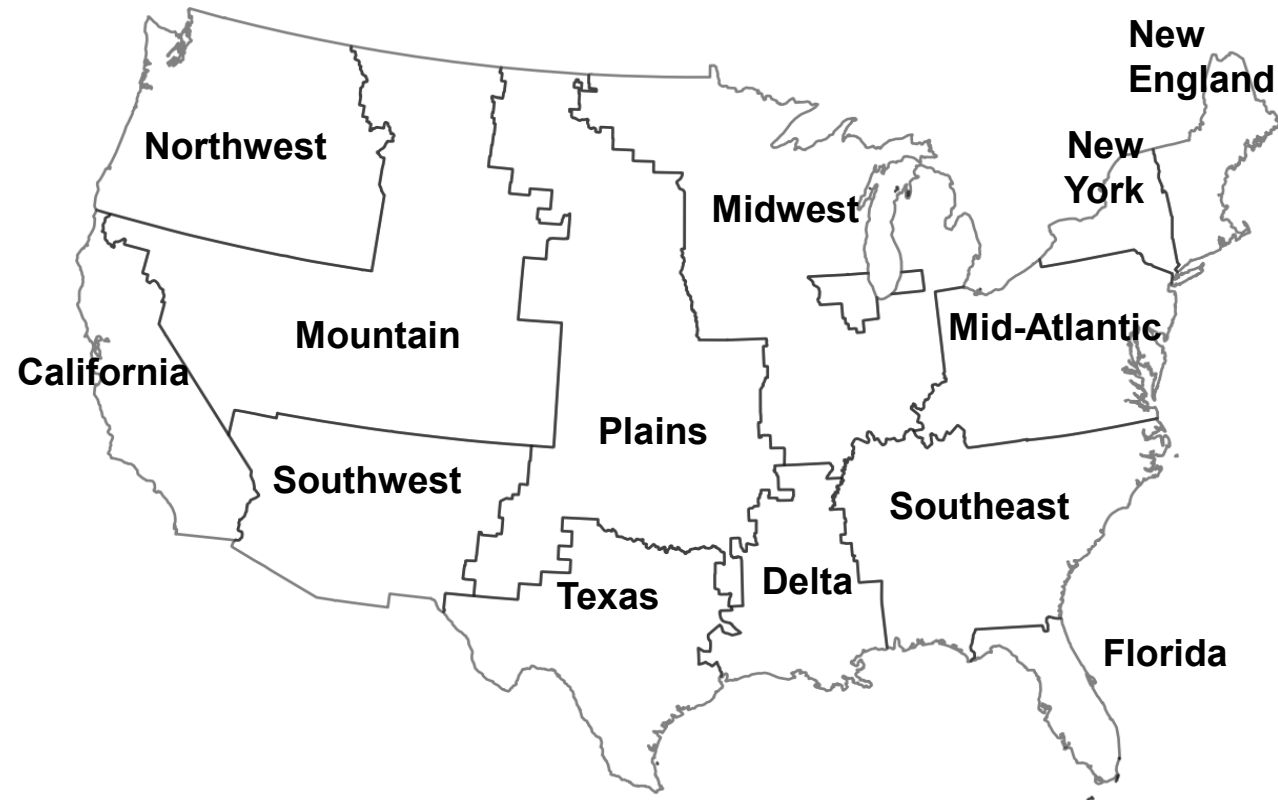 New
England
New
York
Northwest
Midwest
Mid-Atlantic
Mountain
California
Plains
Southwest
Southeast
Delta
Texas
Florida